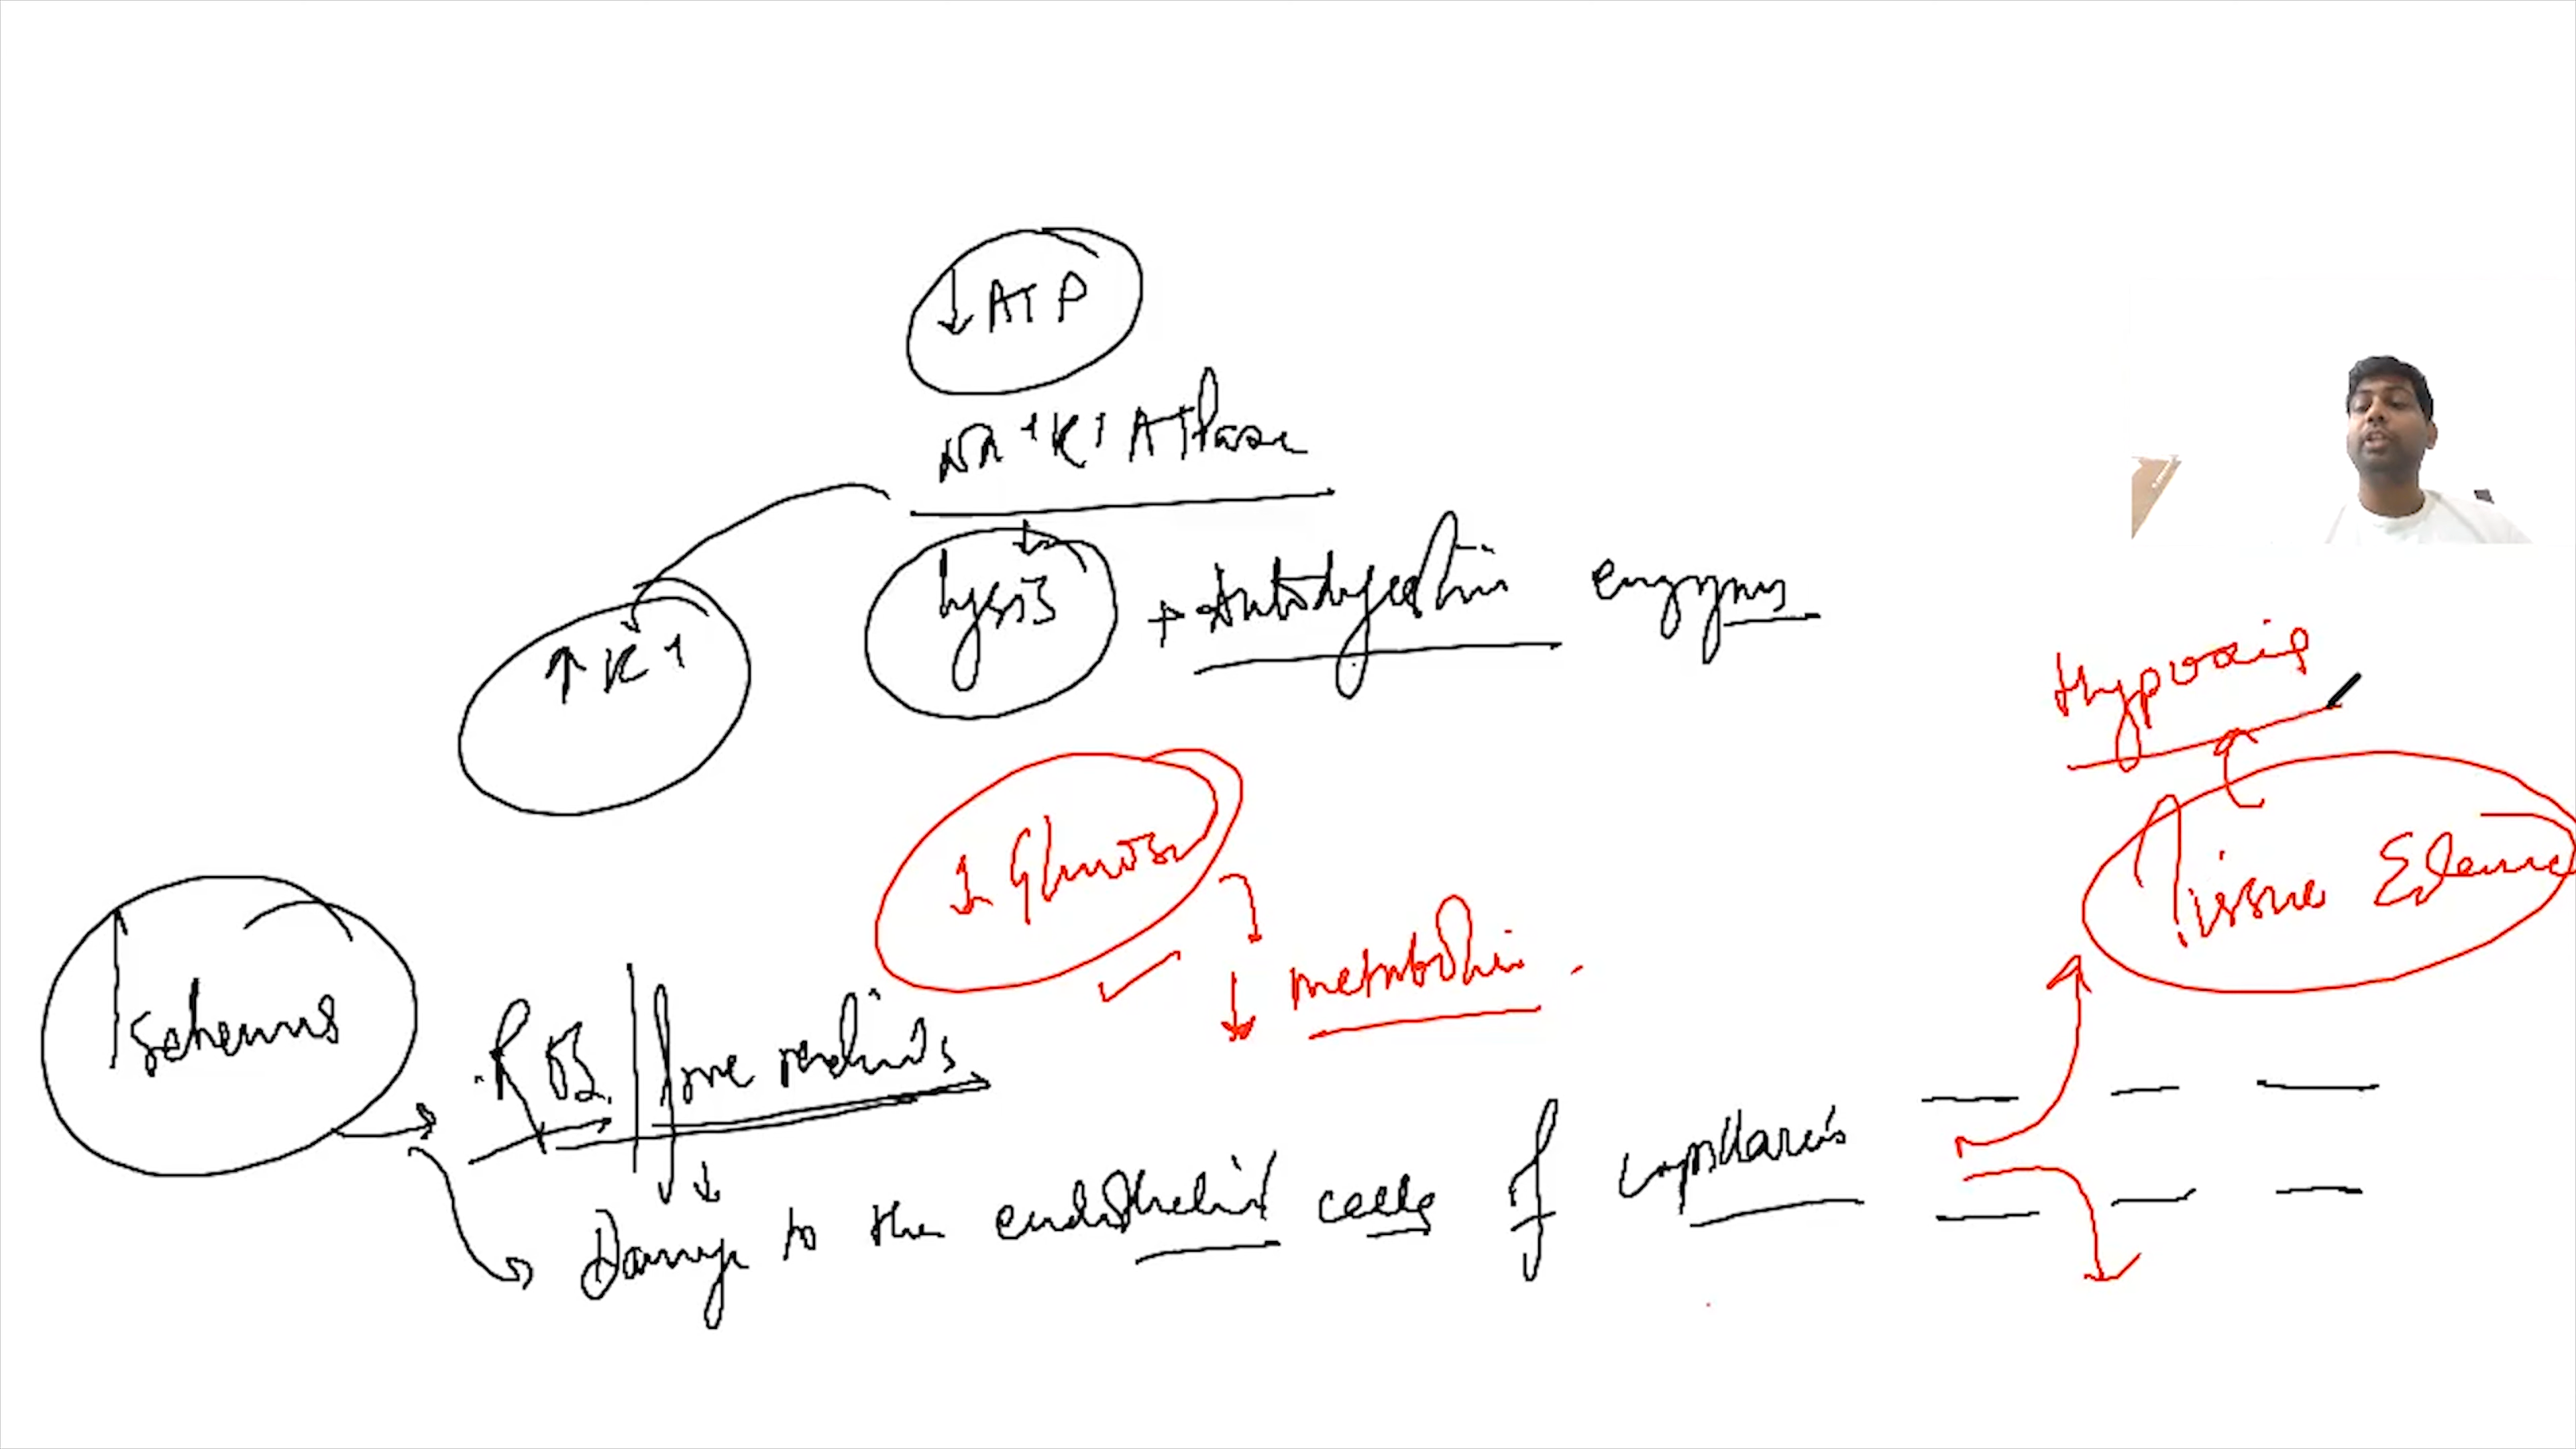 ↓ ATP
Na+K+ ATPase
↑ K+
lysis + Autodigestion enzymes
Hypoxia
↓ Glucose
Tissue Edema
↓ metabolism
Ischemia
ROS | free radicals
Damage to the endothelial cells of capillaries